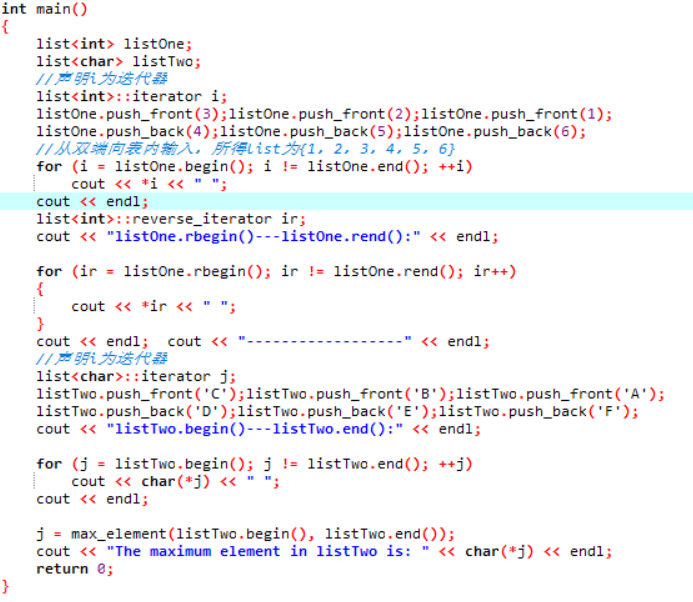 int main()
{
    list<int> listOne;
    list<char> listTwo;
    //声明i为迭代器
    list<int>::iterator i;
    listOne.push_front(3);listOne.push_front(2);listOne.push_front(1);
    listOne.push_back(4);listOne.push_back(5);listOne.push_back(6);
    //从双端向表内输入，所得list为{1, 2, 3, 4, 5, 6}
    for (i = listOne.begin(); i != listOne.end(); ++i)
        cout << *i << " ";
    cout << endl;
    list<int>::reverse_iterator ir;
    cout << "listOne.rbegin()---listOne.rend():" << endl;
    for (ir = listOne.rbegin(); ir != listOne.rend(); ir++)
    {
        cout << *ir << " ";
    }
    cout << endl;  cout << "------------------" << endl;
    //声明i为迭代器
    list<char>::iterator j;
    listTwo.push_front('C');listTwo.push_front('B');listTwo.push_front('A');
    listTwo.push_back('D');listTwo.push_back('E');listTwo.push_back('F');
    cout << "listTwo.begin()---listTwo.end():" << endl;
    for (j = listTwo.begin(); j != listTwo.end(); ++j)
        cout << char(*j) << " ";
    cout << endl;
    j = max_element(listTwo.begin(), listTwo.end());
    cout << "The maximum element in listTwo is: " << char(*j) << endl;
    return 0;
}